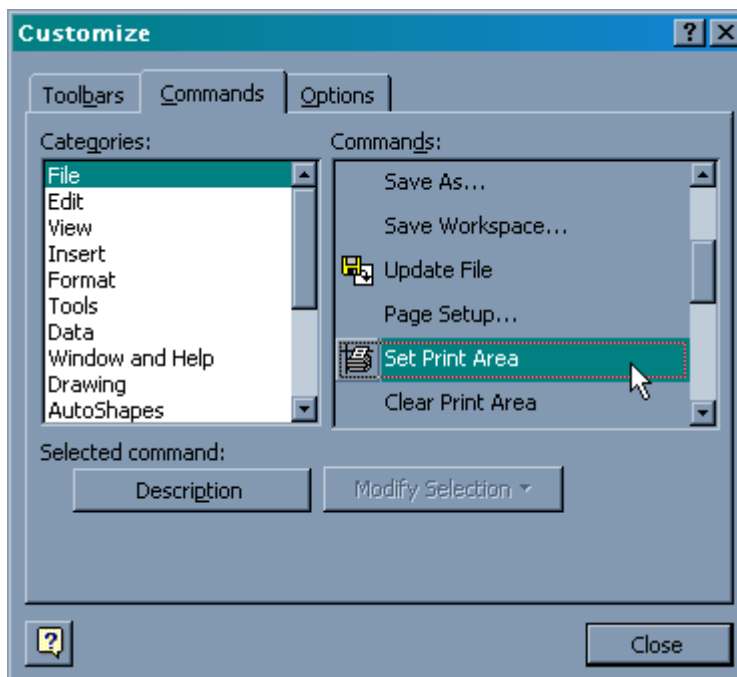 Customize
Toolbars Commands Options
Categories: Commands:
File
Edit
View
Insert
Format
Tools
Data
Window and Help
Drawing
AutoShapes
Save As...
Save Workspace...
Update File
Page Setup...
Set Print Area
Clear Print Area
Selected command:
Description Modify Selection
Close